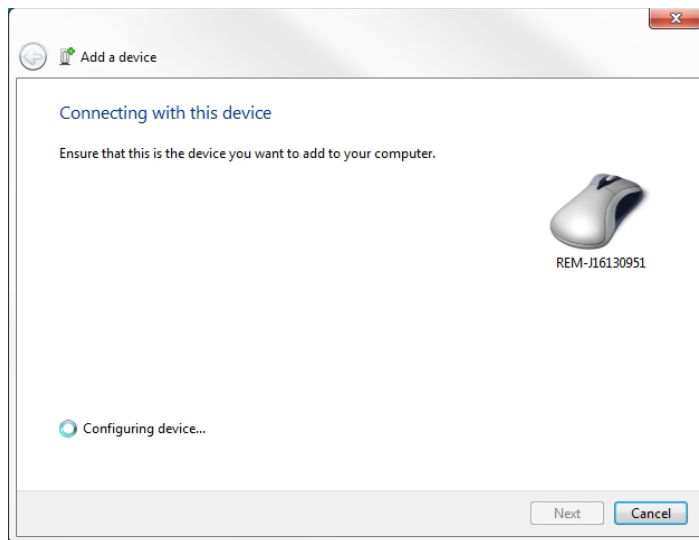 Add a device
Connecting with this device
Ensure that this is the device you want to add to your computer.
REM-J16130951
Configuring device...
Next
Cancel